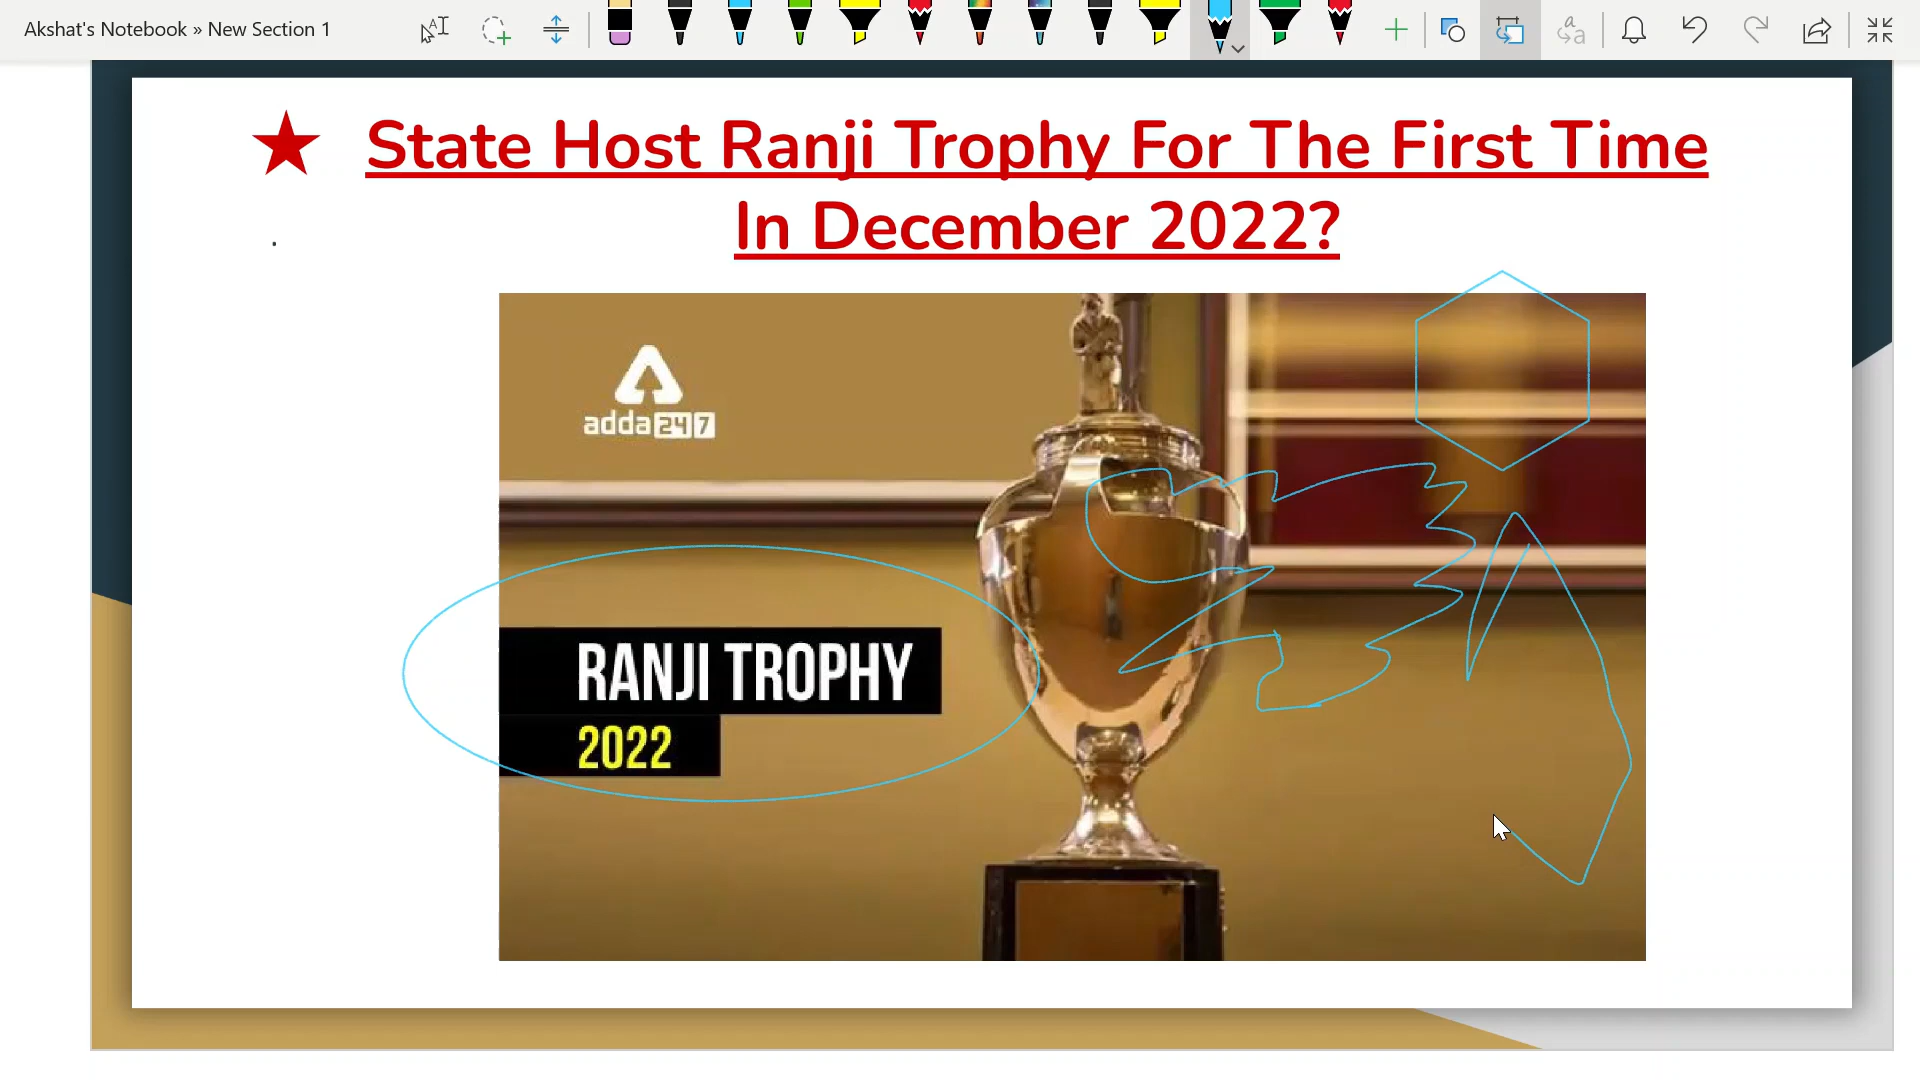 Akshat's Notebook » New Section 1
State Host Ranji Trophy For The First Time
In December 2022?
adda247
RANJI TROPHY
2022